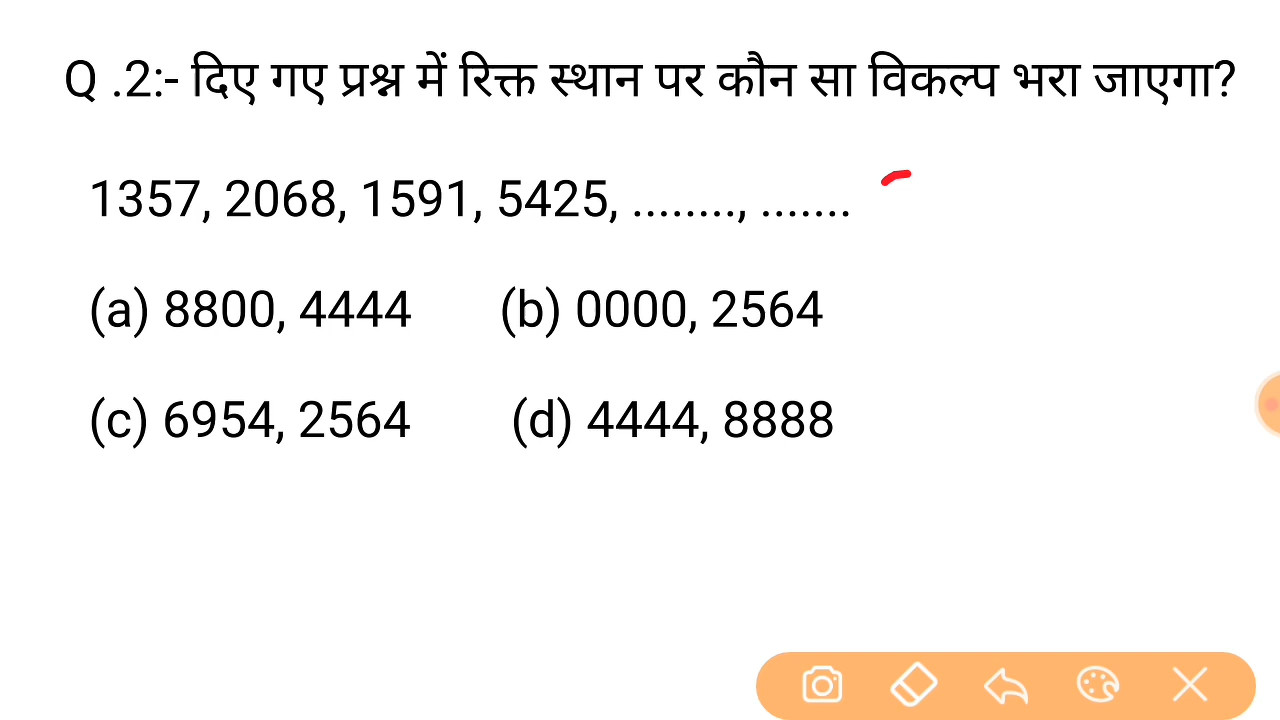 Q .2:- दिए गए प्रश्न में रिक्त स्थान पर कौन सा विकल्प भरा जाएगा?
1357, 2068, 1591, 5425, ........, .......
(a) 8800, 4444 (b) 0000, 2564
(c) 6954, 2564 (d) 4444, 8888